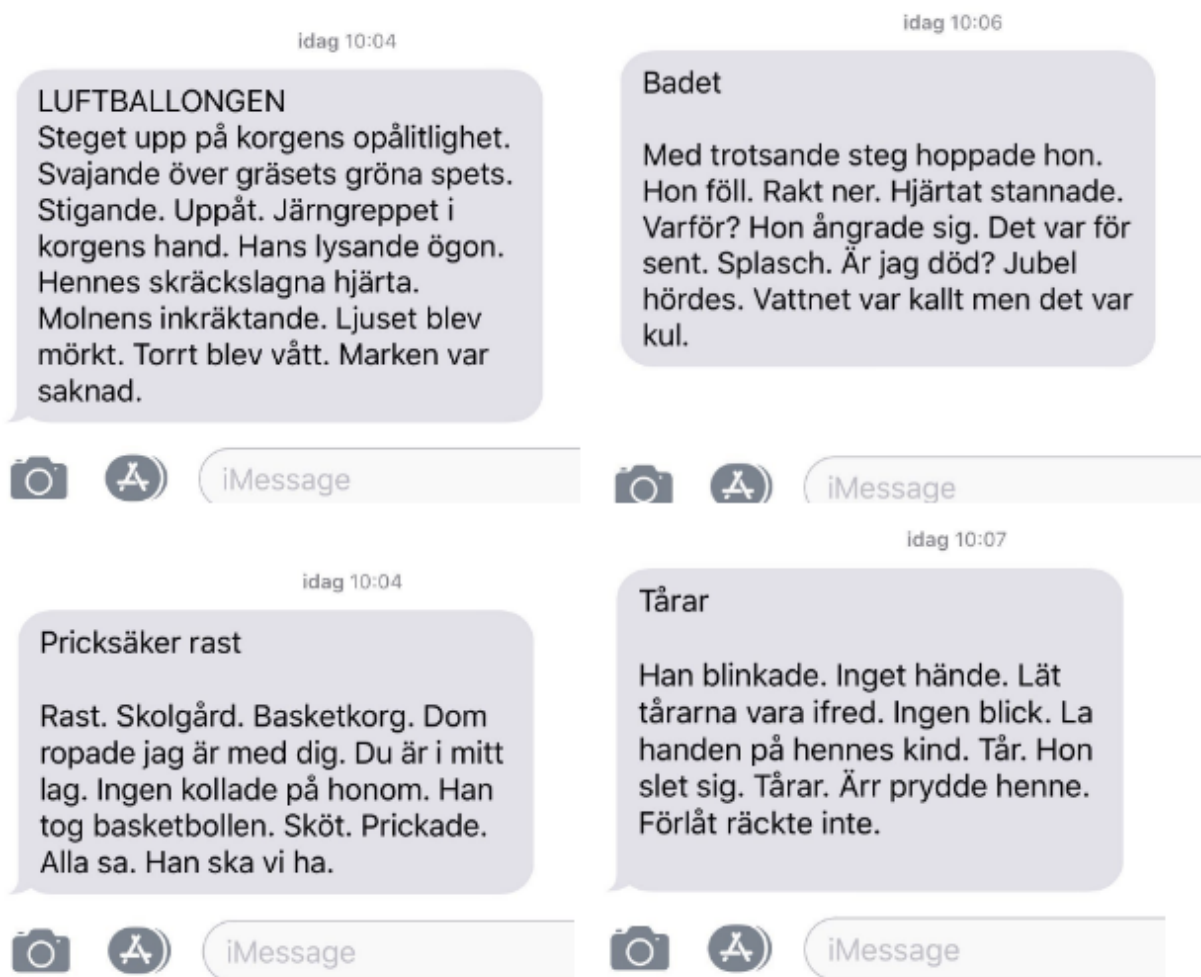 idag 10:04
LUFTBALLONGEN
Steget upp på korgens opålitlighet.
Svajande över gräsets gröna spets.
Stigande. Uppåt. Järngreppet i
korgens hand. Hans lysande ögon.
Hennes skräckslagna hjärta.
Molnens inkräktande. Ljuset blev
mörkt. Torrt blev vått. Marken var
saknad.
iMessage
idag 10:06
Badet
Med trotsande steg hoppade hon.
Hon föll. Rakt ner. Hjärtat stannade.
Varför? Hon ångrade sig. Det var för
sent. Splasch. Är jag död? Jubel
hördes. Vattnet var kallt men det var
kul.
iMessage
idag 10:04
Pricksäker rast
Rast. Skolgård. Basketkorg. Dom
ropade jag är med dig. Du är i mitt
lag. Ingen kollade på honom. Han
tog basketbollen. Sköt. Prickade.
Alla sa. Han ska vi ha.
iMessage
idag 10:07
Tårar
Han blinkade. Inget hände. Lät
tårarna vara ifred. Ingen blick. La
handen på hennes kind. Tår. Hon
slet sig. Tårar. Ärr prydde henne.
Förlåt räckte inte.
iMessage